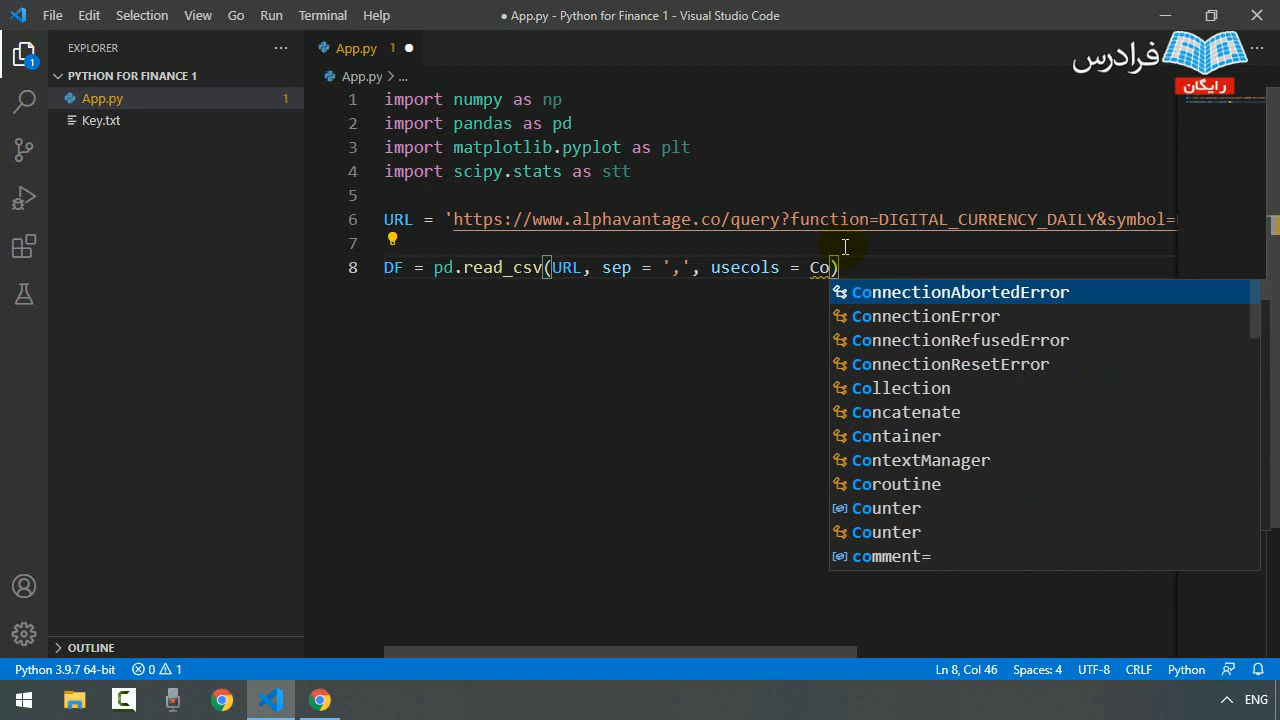 File Edit Selection View Go Run Terminal Help ● App.py - Python for Finance 1 - Visual Studio Code
فرادرس
رایگان
EXPLORER ...
App.py 1 ●
PYTHON FOR FINANCE 1
App.py > ...
App.py 1
Key.txt
1 import numpy as np
2 import pandas as pd
3 import matplotlib.pyplot as plt
4 import scipy.stats as stt
5
6 URL = 'https://www.alphavantage.co/query?function=DIGITAL_CURRENCY_DAILY&symbol=
7
8 DF = pd.read_csv(URL, sep = ',', usecols = Co)
ConnectionAbortedError
ConnectionError
ConnectionRefusedError
ConnectionResetError
Collection
Concatenate
Container
ContextManager
Coroutine
Counter
Counter
comment=
OUTLINE
Python 3.9.7 64-bit 0 1 Ln 8, Col 46 Spaces: 4 UTF-8 CRLF Python
ENG